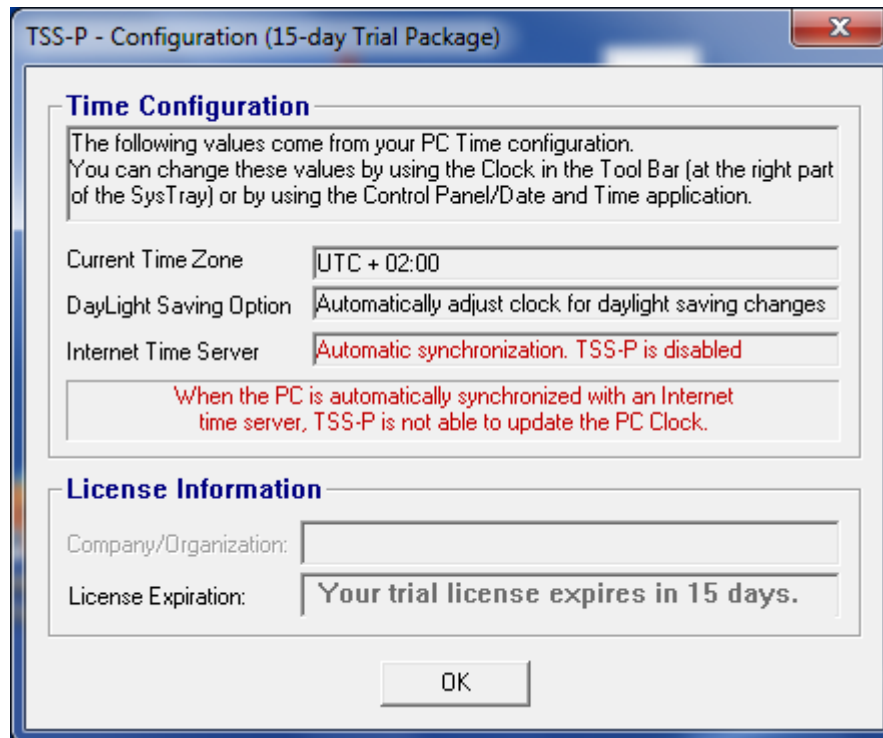 TSS-P - Configuration (15-day Trial Package)
Time Configuration
The following values come from your PC Time configuration.
You can change these values by using the Clock in the Tool Bar (at the right part
of the SysTray) or by using the Control Panel/Date and Time application.
Current Time Zone UTC + 02:00
DayLight Saving Option Automatically adjust clock for daylight saving changes
Internet Time Server Automatic synchronization. TSS-P is disabled
When the PC is automatically synchronized with an Internet
time server, TSS-P is not able to update the PC Clock.
License Information
Company/Organization:
License Expiration: Your trial license expires in 15 days.
OK